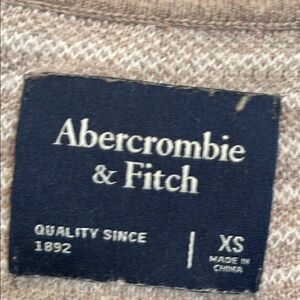 Abercrombie
& Fitch
QUALITY SINCE
1892
XS
MADE IN
CHINA